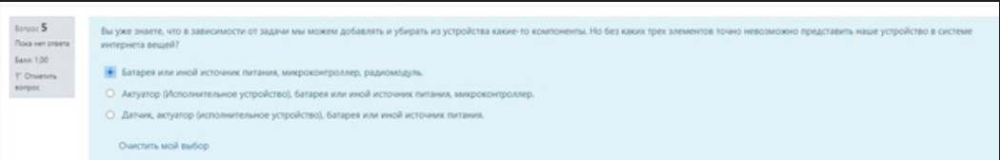 Вопрос 5
Пока нет ответа
Балл: 1,00
Отметить
вопрос
Вы уже знаете, что в зависимости от задачи мы можем добавлять и убирать из устройства какие-то компоненты. Но без каких трех элементов точно невозможно представить наше устройство в системе
интернета вещей?
Батарея или иной источник питания, микроконтроллер, радиомодуль.
Актуатор (Исполнительное устройство), батарея или иной источник питания, микроконтроллер.
Датчик, актуатор (исполнительное устройство), батарея или иной источник питания.
Очистить мой выбор